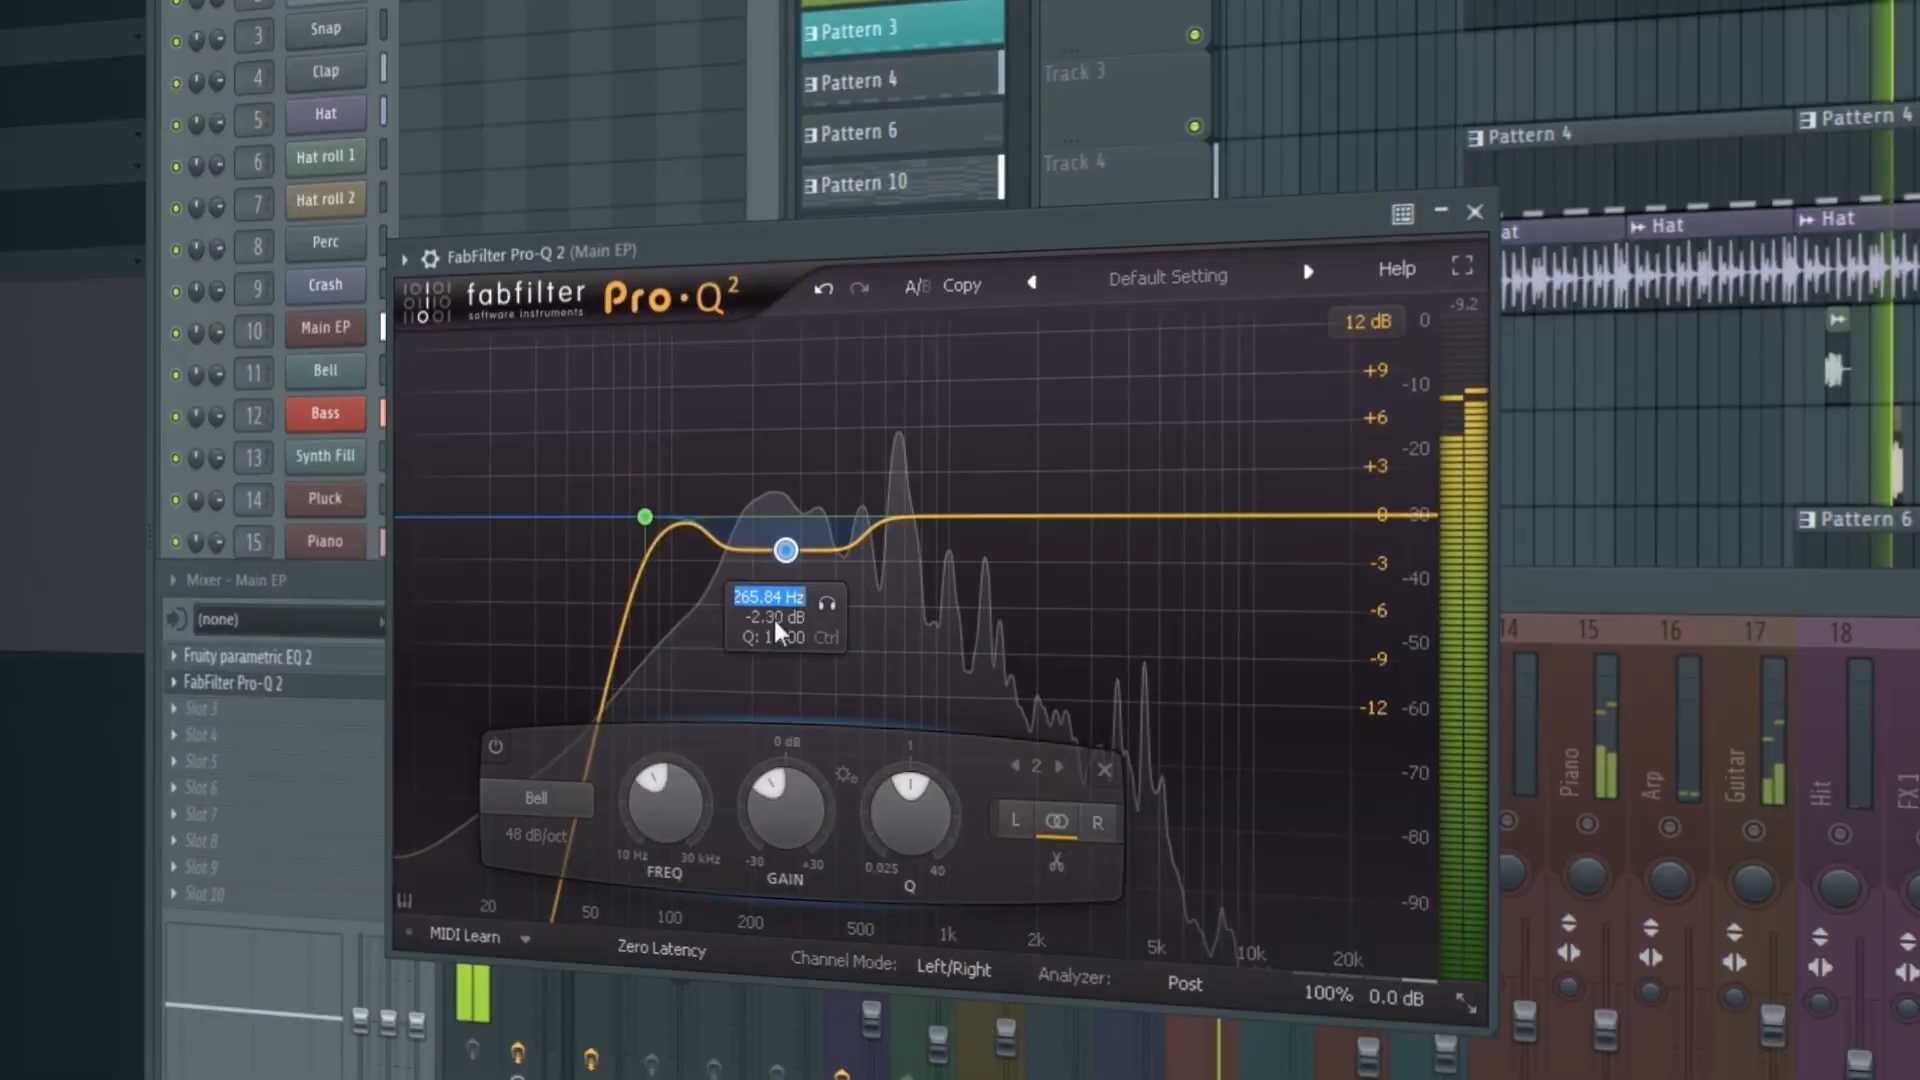 3 Snap
4 Clap
5 Hat
6 Hat roll 1
7 Hat roll 2
8 Perc
9 Crash
10 Main EP
11 Bell
12 Bass
13 Synth Fill
14 Pluck
15 Piano
Mixer - Main EP
(none)
Fruity parametric EQ 2
FabFilter Pro-Q 2
Slot 3
Slot 4
Slot 5
Slot 6
Slot 7
Slot 8
Slot 9
Slot 10
Pattern 3
Pattern 4
Pattern 6
Pattern 10
Track 3
Track 4
Pattern 4
Pattern 4
at
Hat
Hat
Pattern 6
FabFilter Pro-Q 2 (Main EP)
fabfilter
software instruments
Pro·Q 2
A/B Copy
Default Setting
Help
12 dB
0
-9.2
+9
+6
+3
0
-3
-6
-9
-12
-10
-20
-30
-40
-50
-60
-70
-80
-90
265.84 Hz
-2.30 dB
Q: Ctrl
0 dB
1
2
Bell
48 dB/oct
10 Hz 30 kHz
FREQ
-30 +30
GAIN
0.025 40
Q
L R
20 50 100 200 500 1k 2k 5k 10k 20k
MIDI Learn
Zero Latency
Channel Mode: Left/Right
Analyzer: Post
100% 0.0 dB
14 15 16 17 18
Piano
Arp
Guitar
Hit
FX1